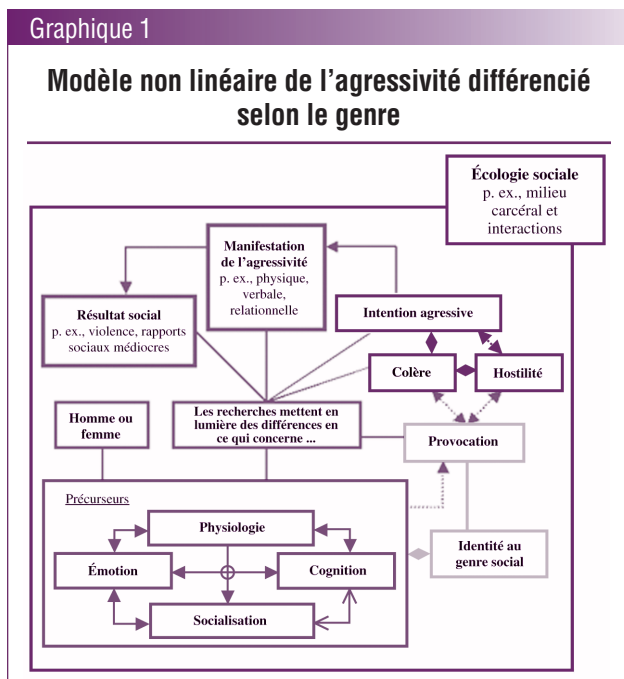 Graphique 1
Modèle non linéaire de l'agressivité différencié
selon le genre
Écologie sociale
p. ex., milieu
carcéral et
interactions
Manifestation
de l'agressivité
p. ex., physique,
verbale,
relationnelle
Résultat social
p. ex., violence, rapports
sociaux médiocres
Intention agressive
Colère
Hostilité
Homme ou
femme
Les recherches mettent en
lumière des différences en
ce qui concerne ...
Provocation
Précurseurs
Physiologie
Émotion
Cognition
Socialisation
Identité au
genre social